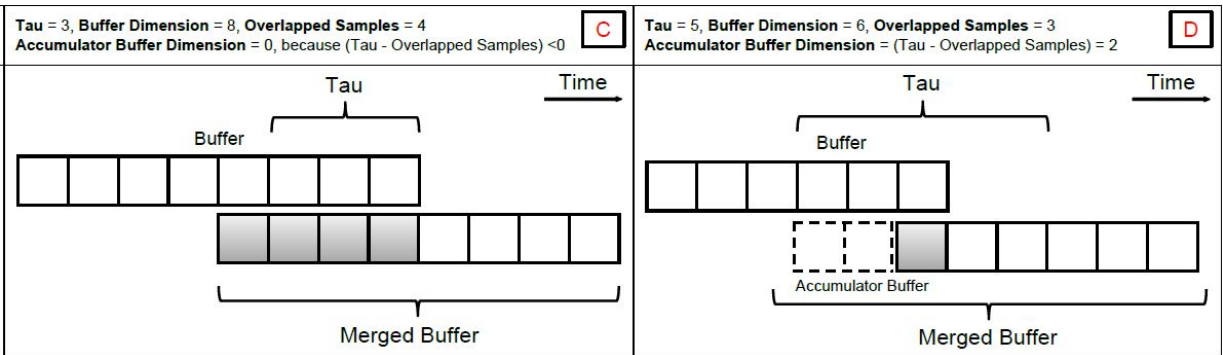 Tau = 3, Buffer Dimension = 8, Overlapped Samples = 4
Accumulator Buffer Dimension = 0, because (Tau - Overlapped Samples) <0
C
Tau
Time
Buffer
Merged Buffer
Tau = 5, Buffer Dimension = 6, Overlapped Samples = 3
Accumulator Buffer Dimension = (Tau - Overlapped Samples) = 2
D
Tau
Time
Buffer
Accumulator Buffer
Merged Buffer